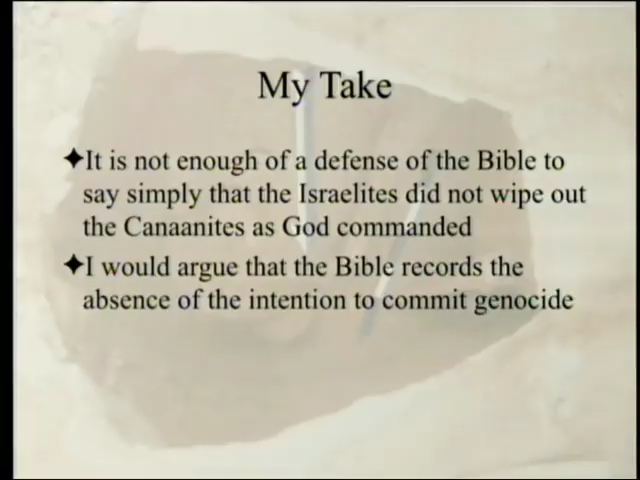 My Take
✦It is not enough of a defense of the Bible to
say simply that the Israelites did not wipe out
the Canaanites as God commanded
✦I would argue that the Bible records the
absence of the intention to commit genocide